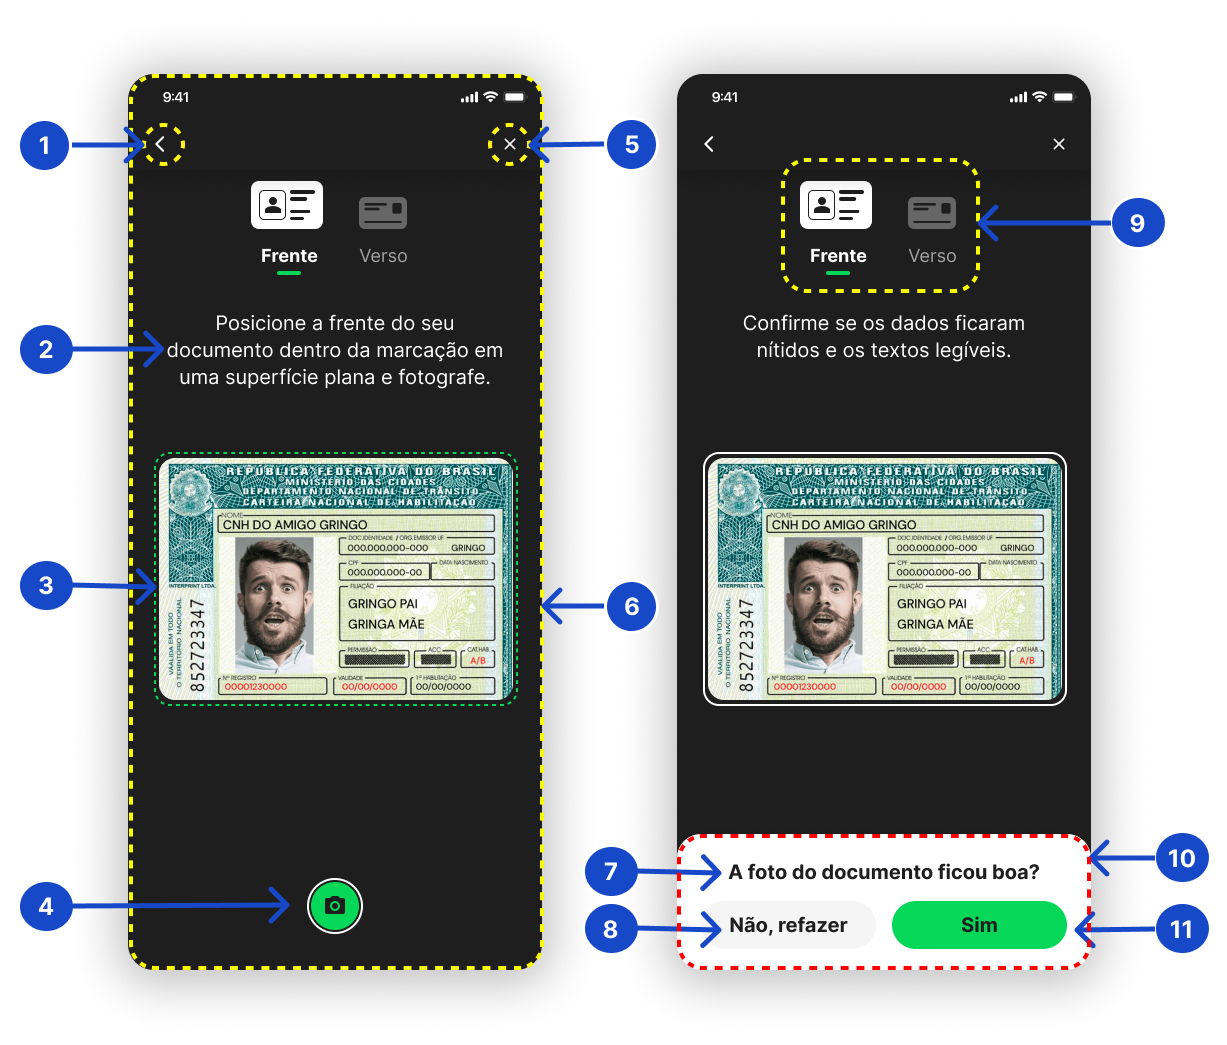 9:41
Frente
Verso
Posicione a frente do seu
documento dentro da marcação em
uma superfície plana e fotografe.
REPÚBLICA FEDERATIVA DO BRASIL
MINISTÉRIO DAS CIDADES
DEPARTAMENTO NACIONAL DE TRÂNSITO
CARTEIRA NACIONAL DE HABILITAÇÃO
NOME
CNH DO AMIGO GRINGO
DOC.IDENTIDADE / ORG.EMISSOR UF
000.000.000-000 GRINGO
CPF DATA NASCIMENTO
000.000.000-00
FILIAÇÃO
GRINGO PAI
GRINGA MÃE
PERMISSÃO ACC CAT.HAB.
A/B
Nº REGISTRO VALIDADE 1ª HABILITAÇÃO
00001230000 00/00/0000 00/00/0000
INTERPRINT LTDA.
VÁALIDA EM TODO
O TERRITÓRIO NACIONAL
852723347
1
2
3
4
5
6
9:41
Frente
Verso
Confirme se os dados ficaram
nítidos e os textos legíveis.
REPÚBLICA FEDERATIVA DO BRASIL
MINISTÉRIO DAS CIDADES
DEPARTAMENTO NACIONAL DE TRÂNSITO
CARTEIRA NACIONAL DE HABILITAÇÃO
NOME
CNH DO AMIGO GRINGO
DOC.IDENTIDADE / ORG.EMISSOR UF
000.000.000-000 GRINGO
CPF DATA NASCIMENTO
000.000.000-00
FILIAÇÃO
GRINGO PAI
GRINGA MÃE
PERMISSÃO ACC CAT.HAB.
A/B
Nº REGISTRO VALIDADE 1ª HABILITAÇÃO
00001230000 00/00/0000 00/00/0000
INTERPRINT LTDA.
VÁALIDA EM TODO
O TERRITÓRIO NACIONAL
852723347
A foto do documento ficou boa?
Não, refazer
Sim
7
8
9
10
11